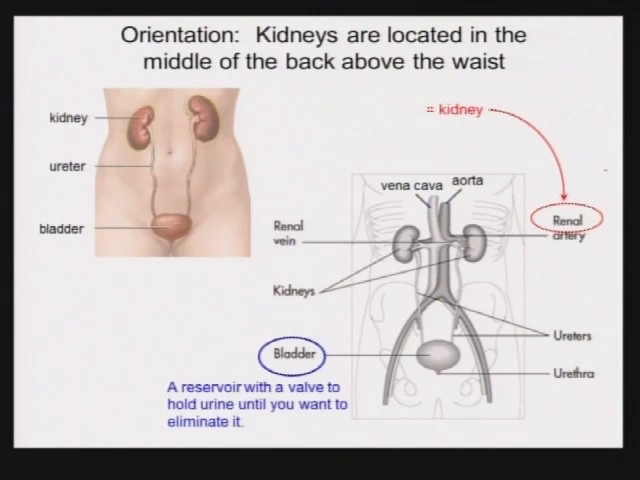 Orientation: Kidneys are located in the
middle of the back above the waist
kidney
ureter
bladder
= kidney
vena cava
aorta
Renal
vein
Renal
artery
Kidneys
Ureters
Bladder
Urethra
A reservoir with a valve to
hold urine until you want to
eliminate it.